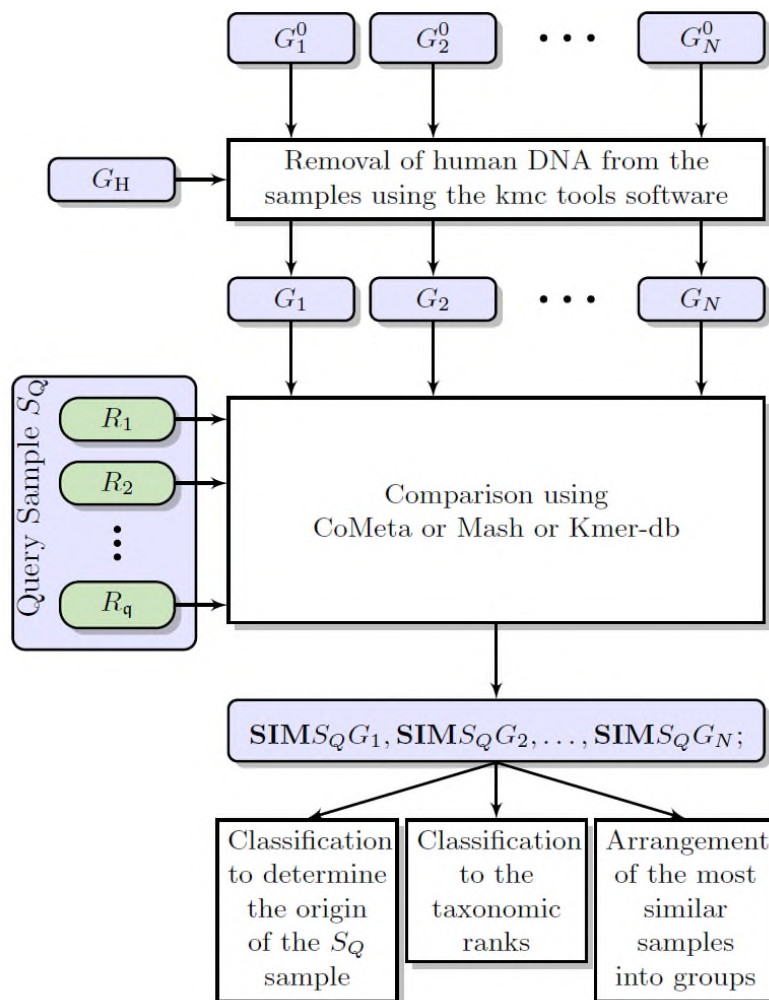 G_1^0 G_2^0 • • • G_N^0
G_H
Removal of human DNA from the
samples using the kmc tools software
G_1 G_2 • • • G_N
Query Sample S_Q
R_1
R_2
R_q
Comparison using
CoMeta or Mash or Kmer-db
SIMS_QG_1, SIMS_QG_2, . . . , SIMS_QG_N;
Classification
to determine
the origin
of the S_Q
sample
Classification
to the
taxonomic
ranks
Arrangement
of the most
similar
samples
into groups